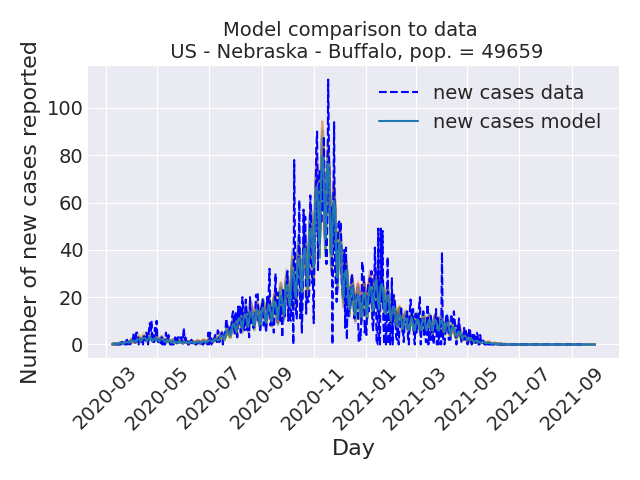 Model comparison to data
US - Nebraska - Buffalo, pop. = 49659
Number of new cases reported
100
80
60
40
20
0
new cases data
new cases model
2020-03
2020-05
2020-07
2020-09
2020-11
2021-01
2021-03
2021-05
2021-07
2021-09
Day